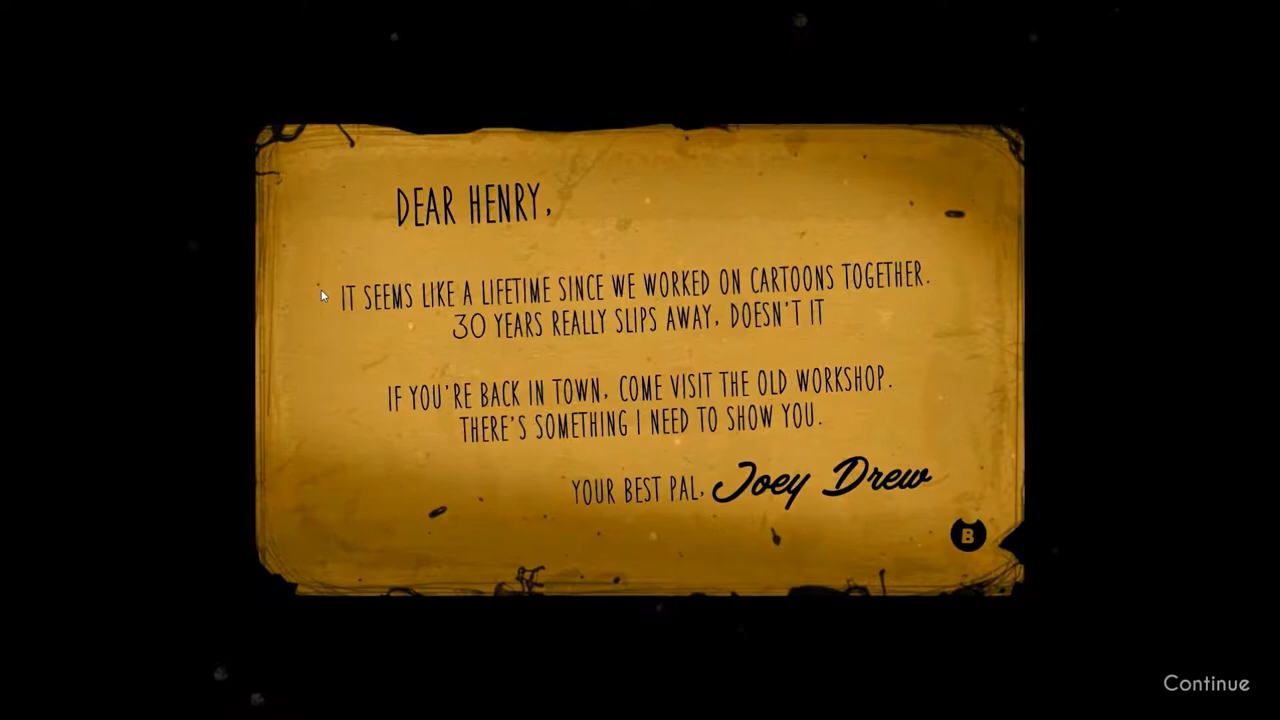 DEAR HENRY,
IT SEEMS LIKE A LIFETIME SINCE WE WORKED ON CARTOONS TOGETHER.
30 YEARS REALLY SLIPS AWAY, DOESN'T IT
IF YOU'RE BACK IN TOWN, COME VISIT THE OLD WORKSHOP.
THERE'S SOMETHING I NEED TO SHOW YOU.
YOUR BEST PAL, Joey Drew
B
Continue